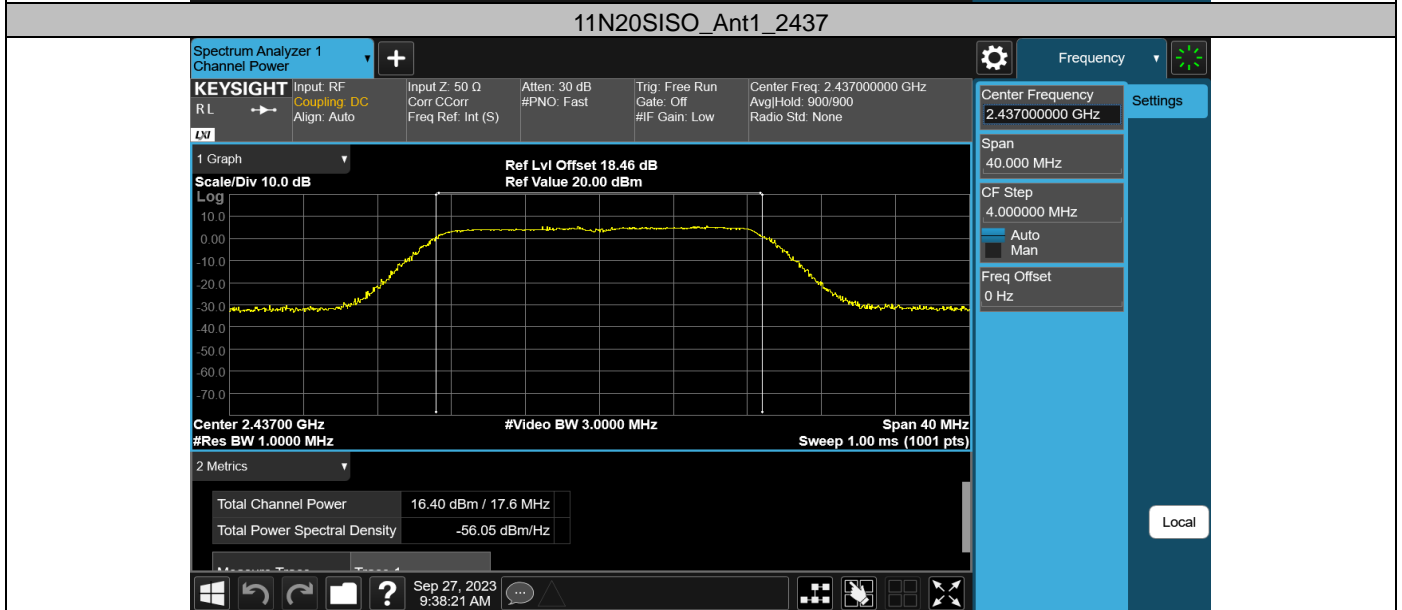 11N20SISO_Ant1_2437
Spectrum Analyzer 1
Channel Power
+
Frequency
KEYSIGHT
R L
LXI
Input: RF
Coupling: DC
Align: Auto
Input Z: 50 Ω
Corr CCorr
Freq Ref: Int (S)
Atten: 30 dB
#PNO: Fast
Trig: Free Run
Gate: Off
#IF Gain: Low
Center Freq: 2.437000000 GHz
Avg|Hold: 900/900
Radio Std: None
Center Frequency
2.437000000 GHz
Settings
Span
40.000 MHz
CF Step
4.000000 MHz
Auto
Man
Freq Offset
0 Hz
Local
1 Graph
Scale/Div 10.0 dB
Ref Lvl Offset 18.46 dB
Ref Value 20.00 dBm
Log
10.0
0.00
-10.0
-20.0
-30.0
-40.0
-50.0
-60.0
-70.0
Center 2.43700 GHz
#Video BW 3.0000 MHz
Span 40 MHz
#Res BW 1.0000 MHz
Sweep 1.00 ms (1001 pts)
2 Metrics
Total Channel Power 16.40 dBm / 17.6 MHz
Total Power Spectral Density -56.05 dBm/Hz
Measure Trace Trace 1
?
Sep 27, 2023
9:38:21 AM